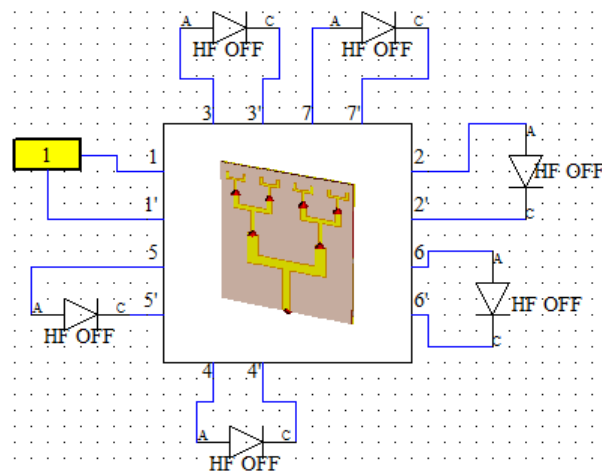 A C A C
HF OFF HF OFF
3 3' 7 7'
A
1 1 2
HF OFF
1' 2' C
5 6 A
A C 5' 6' HF OFF
HF OFF
C
4 4'
A C
HF OFF